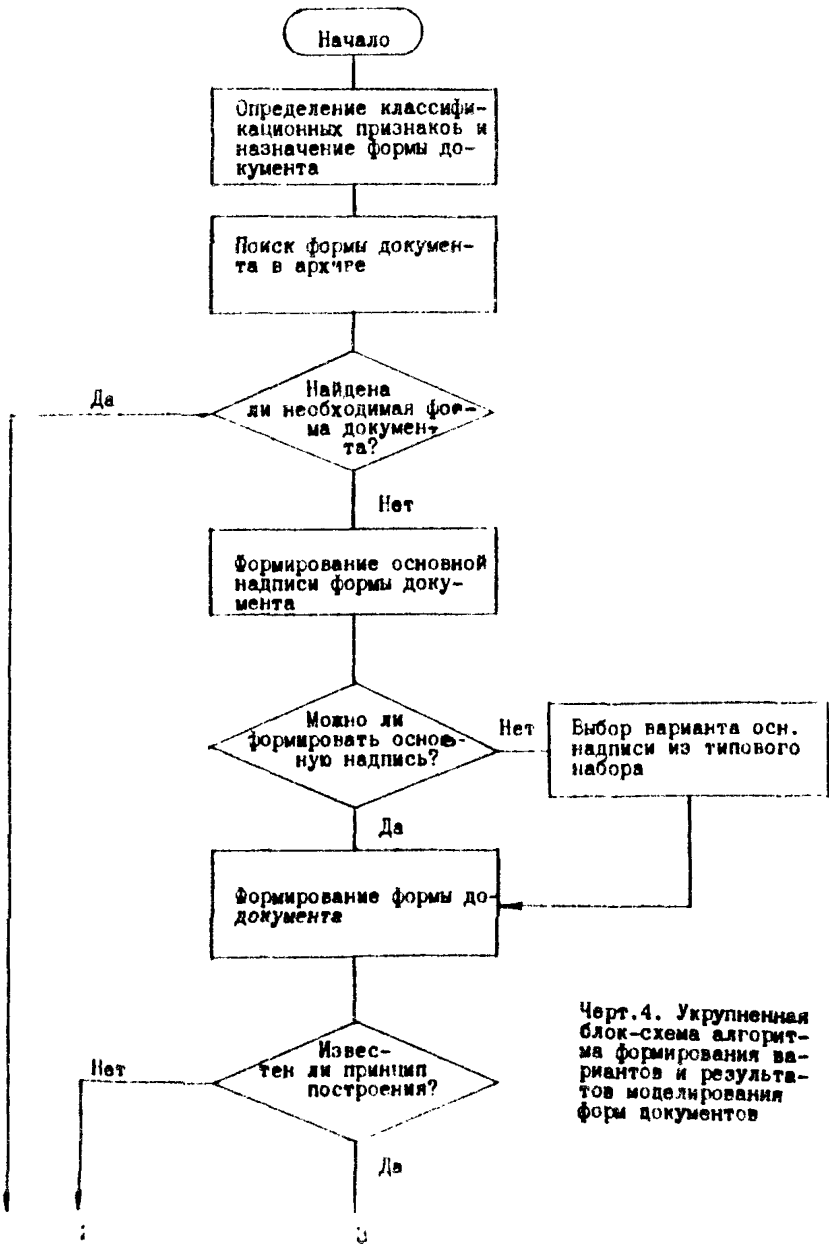 Начало
Определение классифи-
кационных признаков и
назначение формы до-
кумента
Поиск формы докумен-
та в архиве
Да
Найдена
ли необходимая фор-
ма документ
та?
Нет
Формирование основной
надписи формы доку-
мента
Можно ли
формировать основ-
ную надпись?
Нет
Выбор варианта осн.
надписи из типового
набора
Да
Формирование формы до-
документа
Черт.4. Укрупненная
блок-схема алгорит-
ма формирования ва-
риантов и результа-
тов моделирования
форм документов
Нет
Извес-
тен ли принцип
построения?
Да